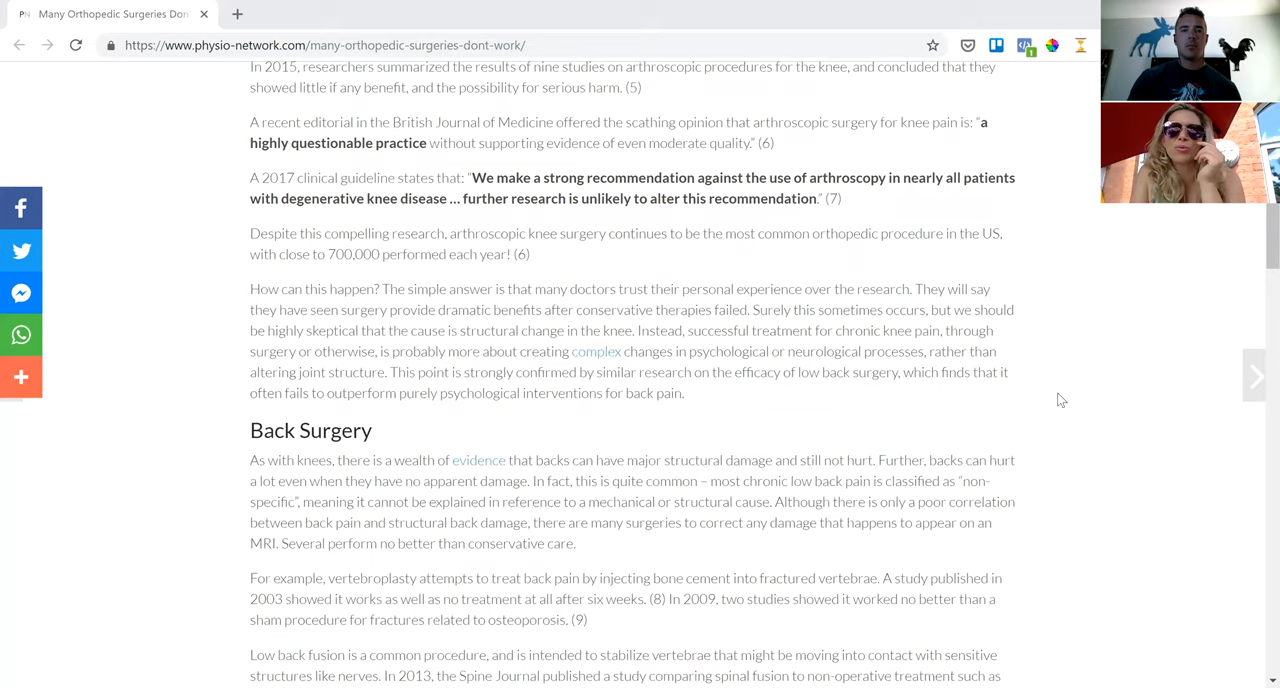 PN Many Orthopedic Surgeries Don
https://www.physio-network.com/many-orthopedic-surgeries-dont-work/
1
In 2015, researchers summarized the results of nine studies on arthroscopic procedures for the knee, and concluded that they
showed little if any benefit, and the possibility for serious harm. (5)
A recent editorial in the British Journal of Medicine offered the scathing opinion that arthroscopic surgery for knee pain is: “a
highly questionable practice without supporting evidence of even moderate quality.” (6)
A 2017 clinical guideline states that: “We make a strong recommendation against the use of arthroscopy in nearly all patients
with degenerative knee disease ... further research is unlikely to alter this recommendation.” (7)
Despite this compelling research, arthroscopic knee surgery continues to be the most common orthopedic procedure in the US,
with close to 700,000 performed each year! (6)
How can this happen? The simple answer is that many doctors trust their personal experience over the research. They will say
they have seen surgery provide dramatic benefits after conservative therapies failed. Surely this sometimes occurs, but we should
be highly skeptical that the cause is structural change in the knee. Instead, successful treatment for chronic knee pain, through
surgery or otherwise, is probably more about creating complex changes in psychological or neurological processes, rather than
altering joint structure. This point is strongly confirmed by similar research on the efficacy of low back surgery, which finds that it
often fails to outperform purely psychological interventions for back pain.
Back Surgery
As with knees, there is a wealth of evidence that backs can have major structural damage and still not hurt. Further, backs can hurt
a lot even when they have no apparent damage. In fact, this is quite common – most chronic low back pain is classified as “non-
specific”, meaning it cannot be explained in reference to a mechanical or structural cause. Although there is only a poor correlation
between back pain and structural back damage, there are many surgeries to correct any damage that happens to appear on an
MRI. Several perform no better than conservative care.
For example, vertebroplasty attempts to treat back pain by injecting bone cement into fractured vertebrae. A study published in
2003 showed it works as well as no treatment at all after six weeks. (8) In 2009, two studies showed it worked no better than a
sham procedure for fractures related to osteoporosis. (9)
Low back fusion is a common procedure, and is intended to stabilize vertebrae that might be moving into contact with sensitive
structures like nerves. In 2013, the Spine Journal published a study comparing spinal fusion to non-operative treatment such as